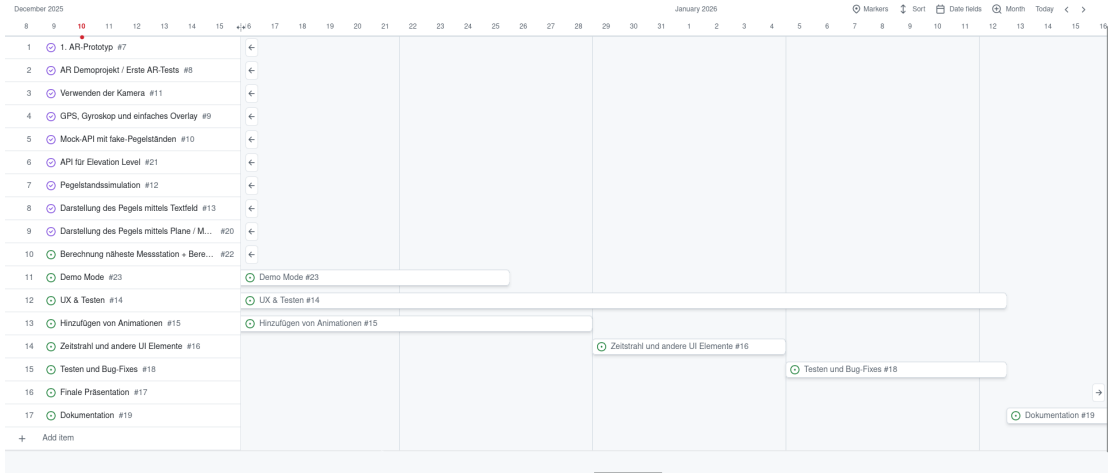 December 2025 January 2026 Markers Sort Date fields Month Today
8 9 10 11 12 13 14 15 16 17 18 19 20 21 22 23 24 25 26 27 28 29 30 31 1 2 3 4 5 6 7 8 9 10 11 12 13 14 15 16
1 1. AR-Prototyp #7
2 AR Demoprojekt / Erste AR-Tests #8
3 Verwenden der Kamera #11
4 GPS, Gyroskop und einfaches Overlay #9
5 Mock-API mit fake-Pegelständen #10
6 API für Elevation Level #21
7 Pegelstandssimulation #12
8 Darstellung des Pegels mittels Textfeld #13
9 Darstellung des Pegels mittels Plane / M... #20
10 Berechnung näheste Messstation + Bere... #22
11 Demo Mode #23 Demo Mode #23
12 UX & Testen #14 UX & Testen #14
13 Hinzufügen von Animationen #15 Hinzufügen von Animationen #15
14 Zeitstrahl und andere UI Elemente #16 Zeitstrahl und andere UI Elemente #16
15 Testen und Bug-Fixes #18 Testen und Bug-Fixes #18
16 Finale Präsentation #17
17 Dokumentation #19 Dokumentation #19
+ Add item